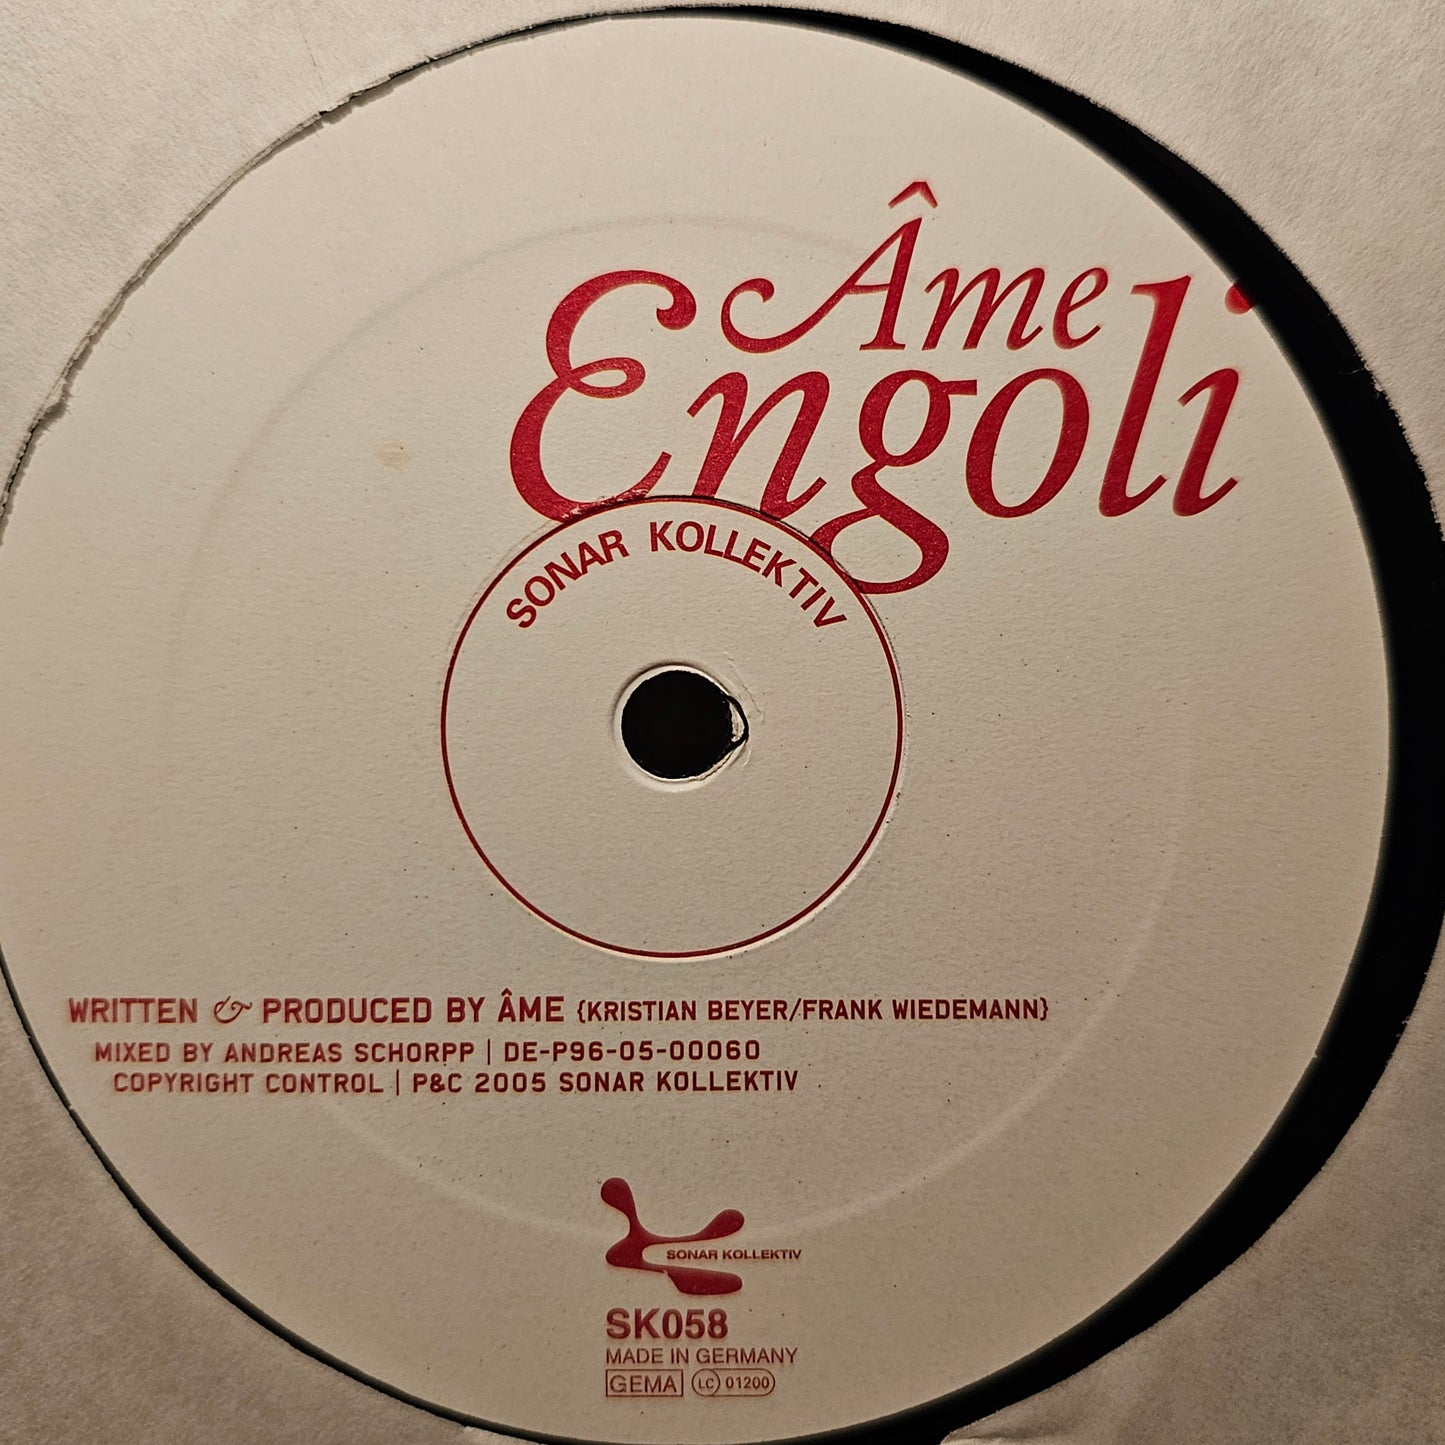 Âme
Engoli
SONAR KOLLEKTIV
WRITTEN & PRODUCED BY ÂME {KRISTIAN BEYER/FRANK WIEDEMANN}
MIXED BY ANDREAS SCHORPP | DE-P96-05-00060
COPYRIGHT CONTROL | P&C 2005 SONAR KOLLEKTIV
SONAR KOLLEKTIV
SK058
MADE IN GERMANY
GEMA LC 01200